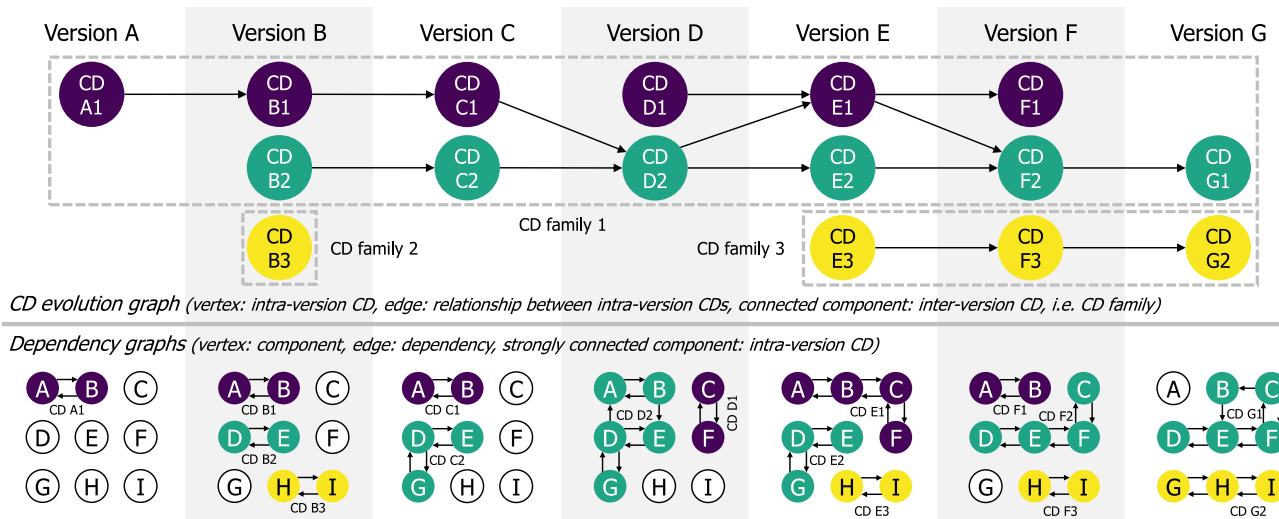 Version A Version B Version C Version D Version E Version F Version G
CD A1 CD B1 CD C1 CD D1 CD E1 CD F1
CD B2 CD C2 CD D2 CD E2 CD F2 CD G1
CD family 1
CD B3 CD family 2 CD family 3 CD E3 CD F3 CD G2
CD evolution graph (vertex: intra-version CD, edge: relationship between intra-version CDs, connected component: inter-version CD, i.e. CD family)
Dependency graphs (vertex: component, edge: dependency, strongly connected component: intra-version CD)
A B C A B C A B C A B C A B C A B C A B C
CD A1 CD B1 CD C1 CD D2 CD D1 CD E1 CD F1 CD F2 CD G1
D E F D E F D E F D E F D E F D E F D E F
CD B2 CD C2 CD E2
G H I G H I G H I G H I G H I G H I G H I
CD B3 CD E3 CD F3 CD G2